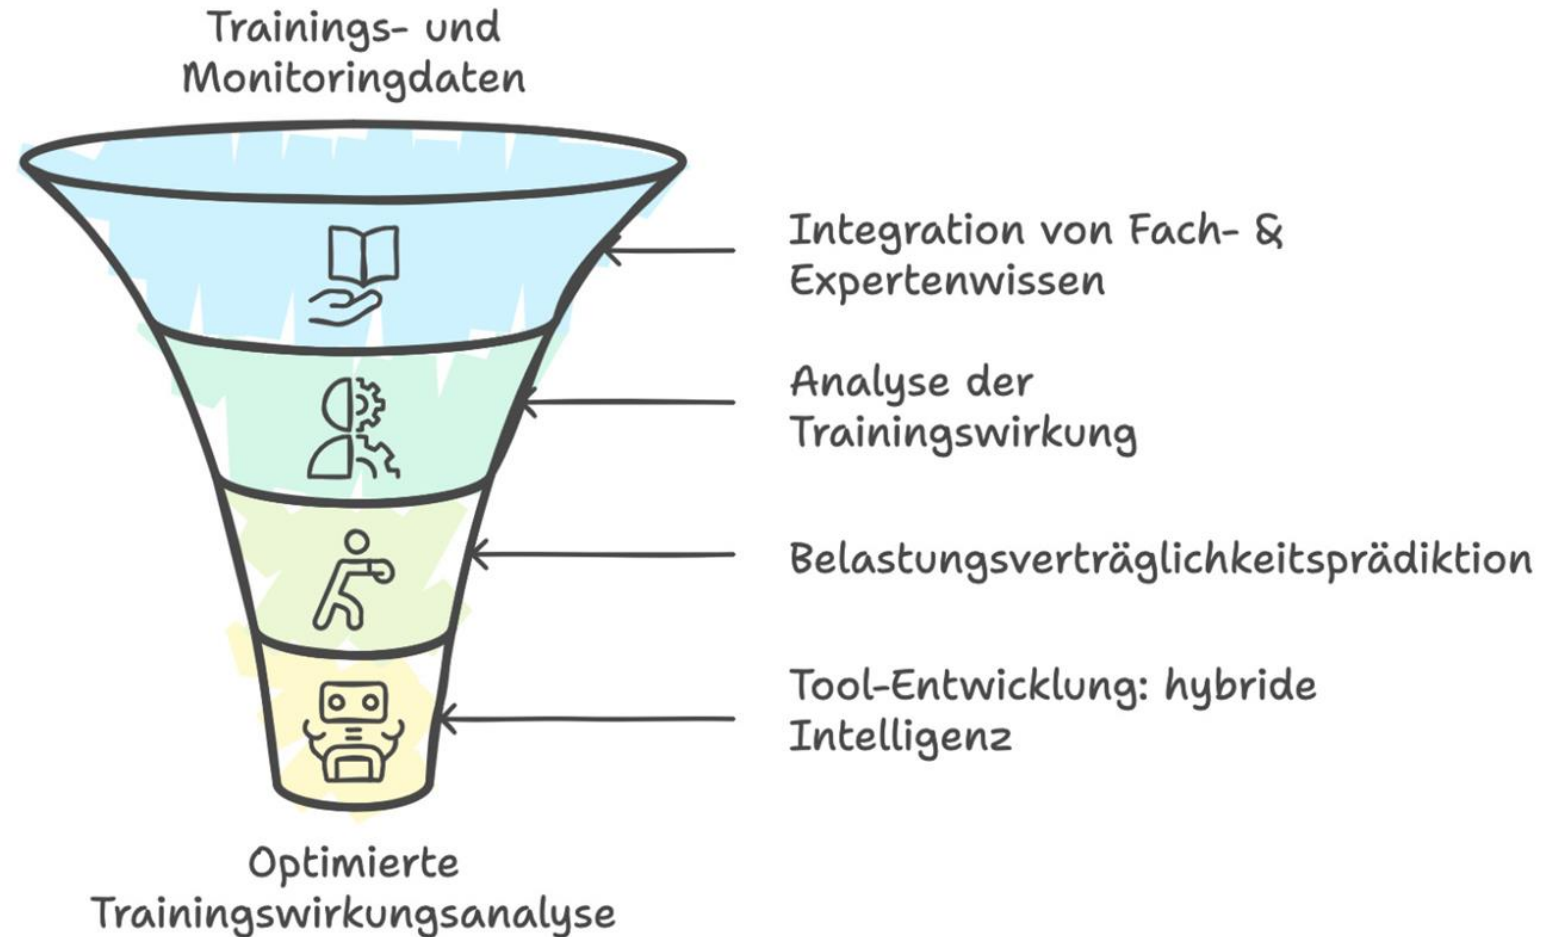 Trainings- und
Monitoringdaten
Integration von Fach- &
Expertenwissen
Analyse der
Trainingswirkung
Belastungsverträglichkeitsprädiktion
Tool-Entwicklung: hybride
Intelligenz
Optimierte
Trainingswirkungsanalyse